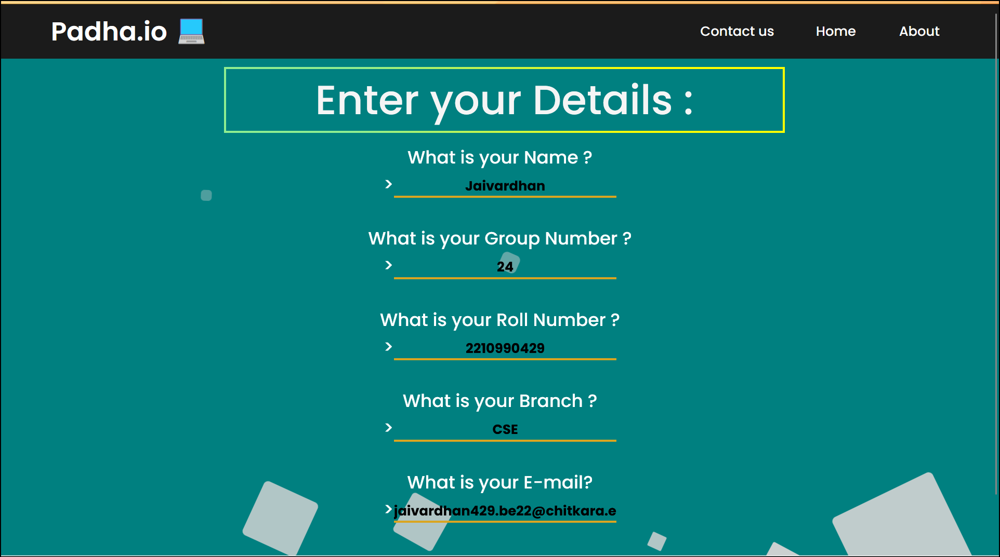 Padha.io
Contact us Home About
Enter your Details :
What is your Name ?
> Jaivardhan
What is your Group Number ?
> 24
What is your Roll Number ?
> 2210990429
What is your Branch ?
> CSE
What is your E-mail?
> jaivardhan429.be22@chitkara.e